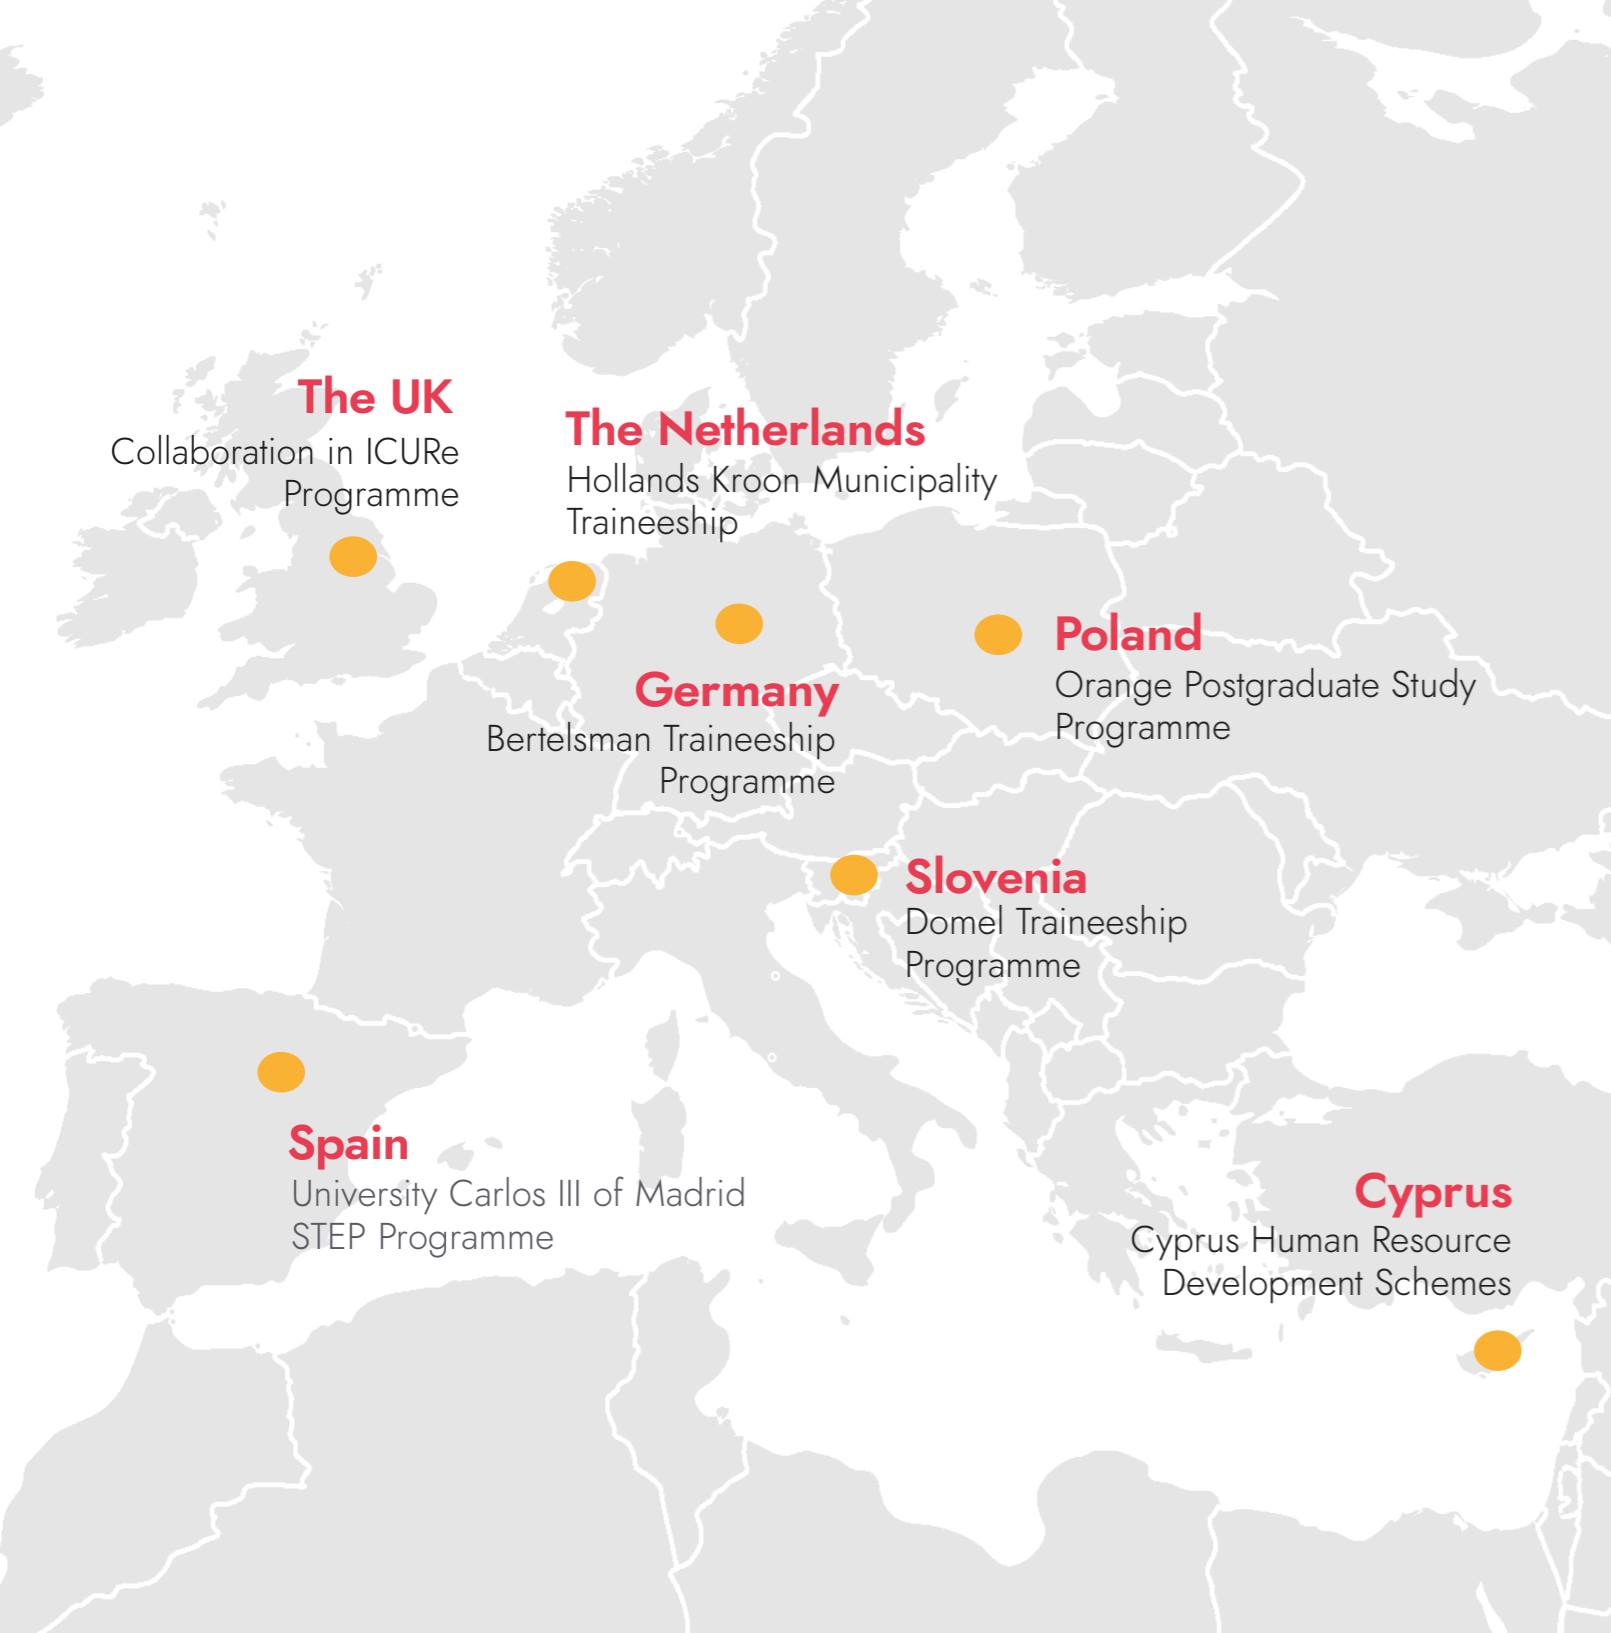 The UK
Collaboration in ICURe
Programme
The Netherlands
Hollands Kroon Municipality
Traineeship
Germany
Bertelsman Traineeship
Programme
Poland
Orange Postgraduate Study
Programme
Slovenia
Domel Traineeship
Programme
Spain
University Carlos III of Madrid
STEP Programme
Cyprus
Cyprus Human Resource
Development Schemes